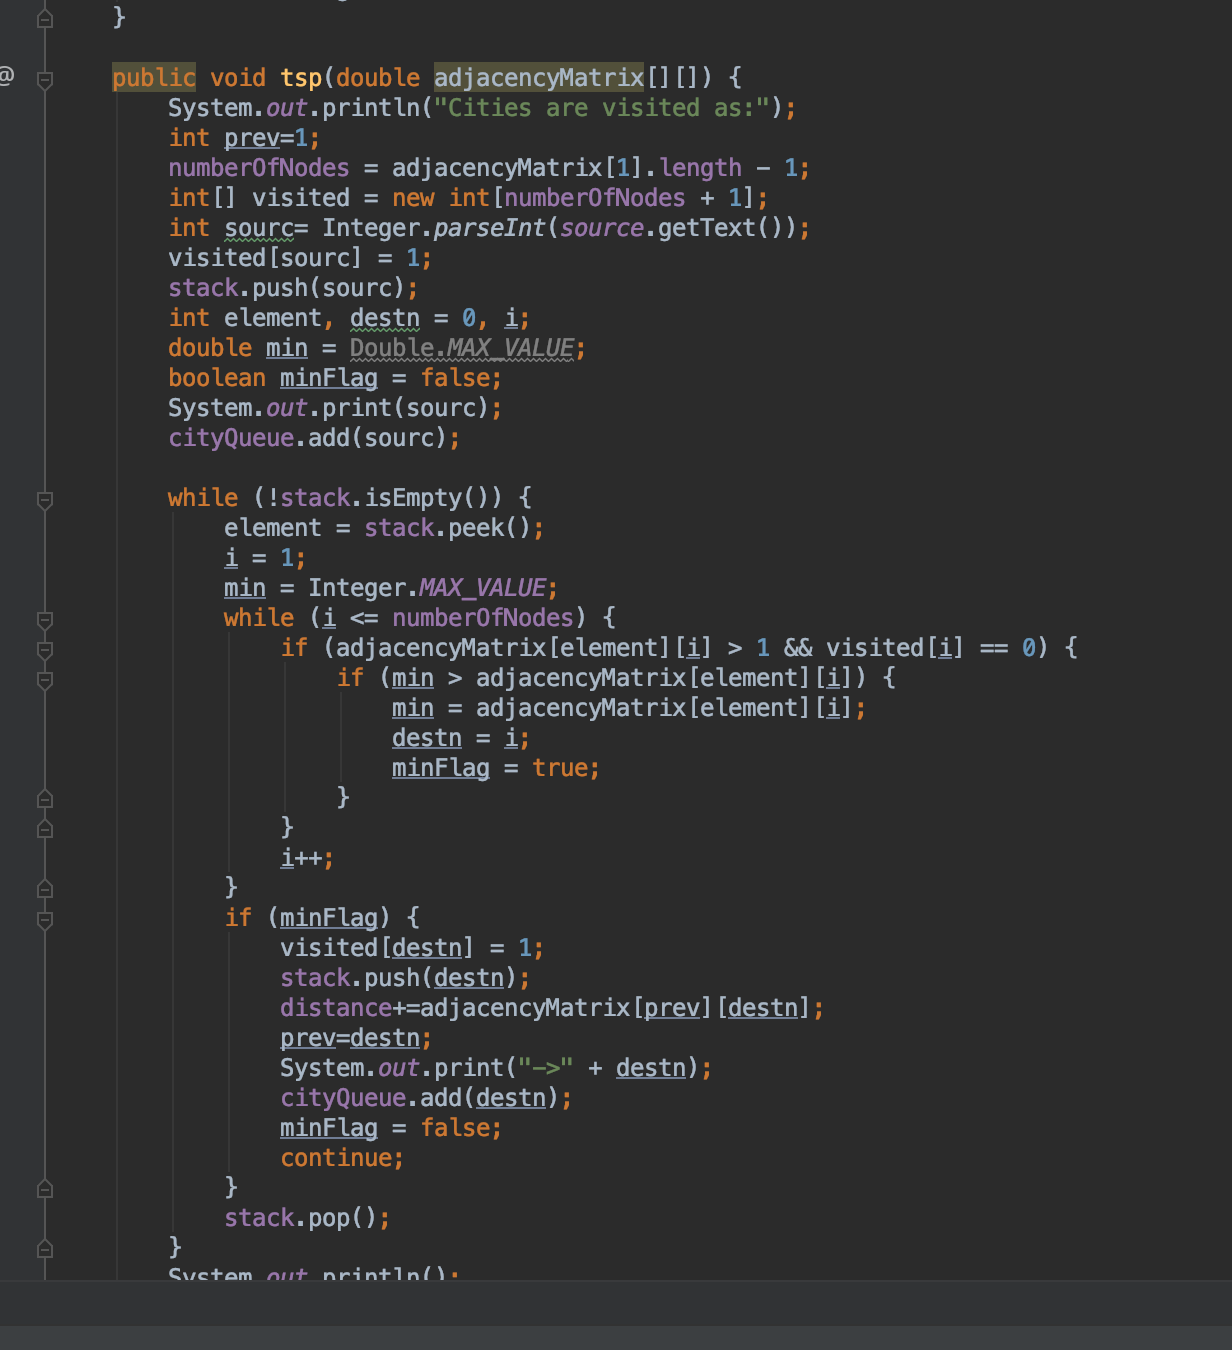 }
@
public void tsp(double adjacencyMatrix[][]) {
System.out.println("Cities are visited as:");
int prev=1;
numberOfNodes = adjacencyMatrix[1].length - 1;
int[] visited = new int[numberOfNodes + 1];
int sourc= Integer.parseInt(source.getText());
visited[sourc] = 1;
stack.push(sourc);
int element, destn = 0, i;
double min = Double.MAX_VALUE;
boolean minFlag = false;
System.out.print(sourc);
cityQueue.add(sourc);
while (!stack.isEmpty()) {
element = stack.peek();
i = 1;
min = Integer.MAX_VALUE;
while (i <= numberOfNodes) {
if (adjacencyMatrix[element][i] > 1 && visited[i] == 0) {
if (min > adjacencyMatrix[element][i]) {
min = adjacencyMatrix[element][i];
destn = i;
minFlag = true;
}
}
i++;
}
if (minFlag) {
visited[destn] = 1;
stack.push(destn);
distance+=adjacencyMatrix[prev][destn];
prev=destn;
System.out.print("->" + destn);
cityQueue.add(destn);
minFlag = false;
continue;
}
stack.pop();
}
System.out.println();